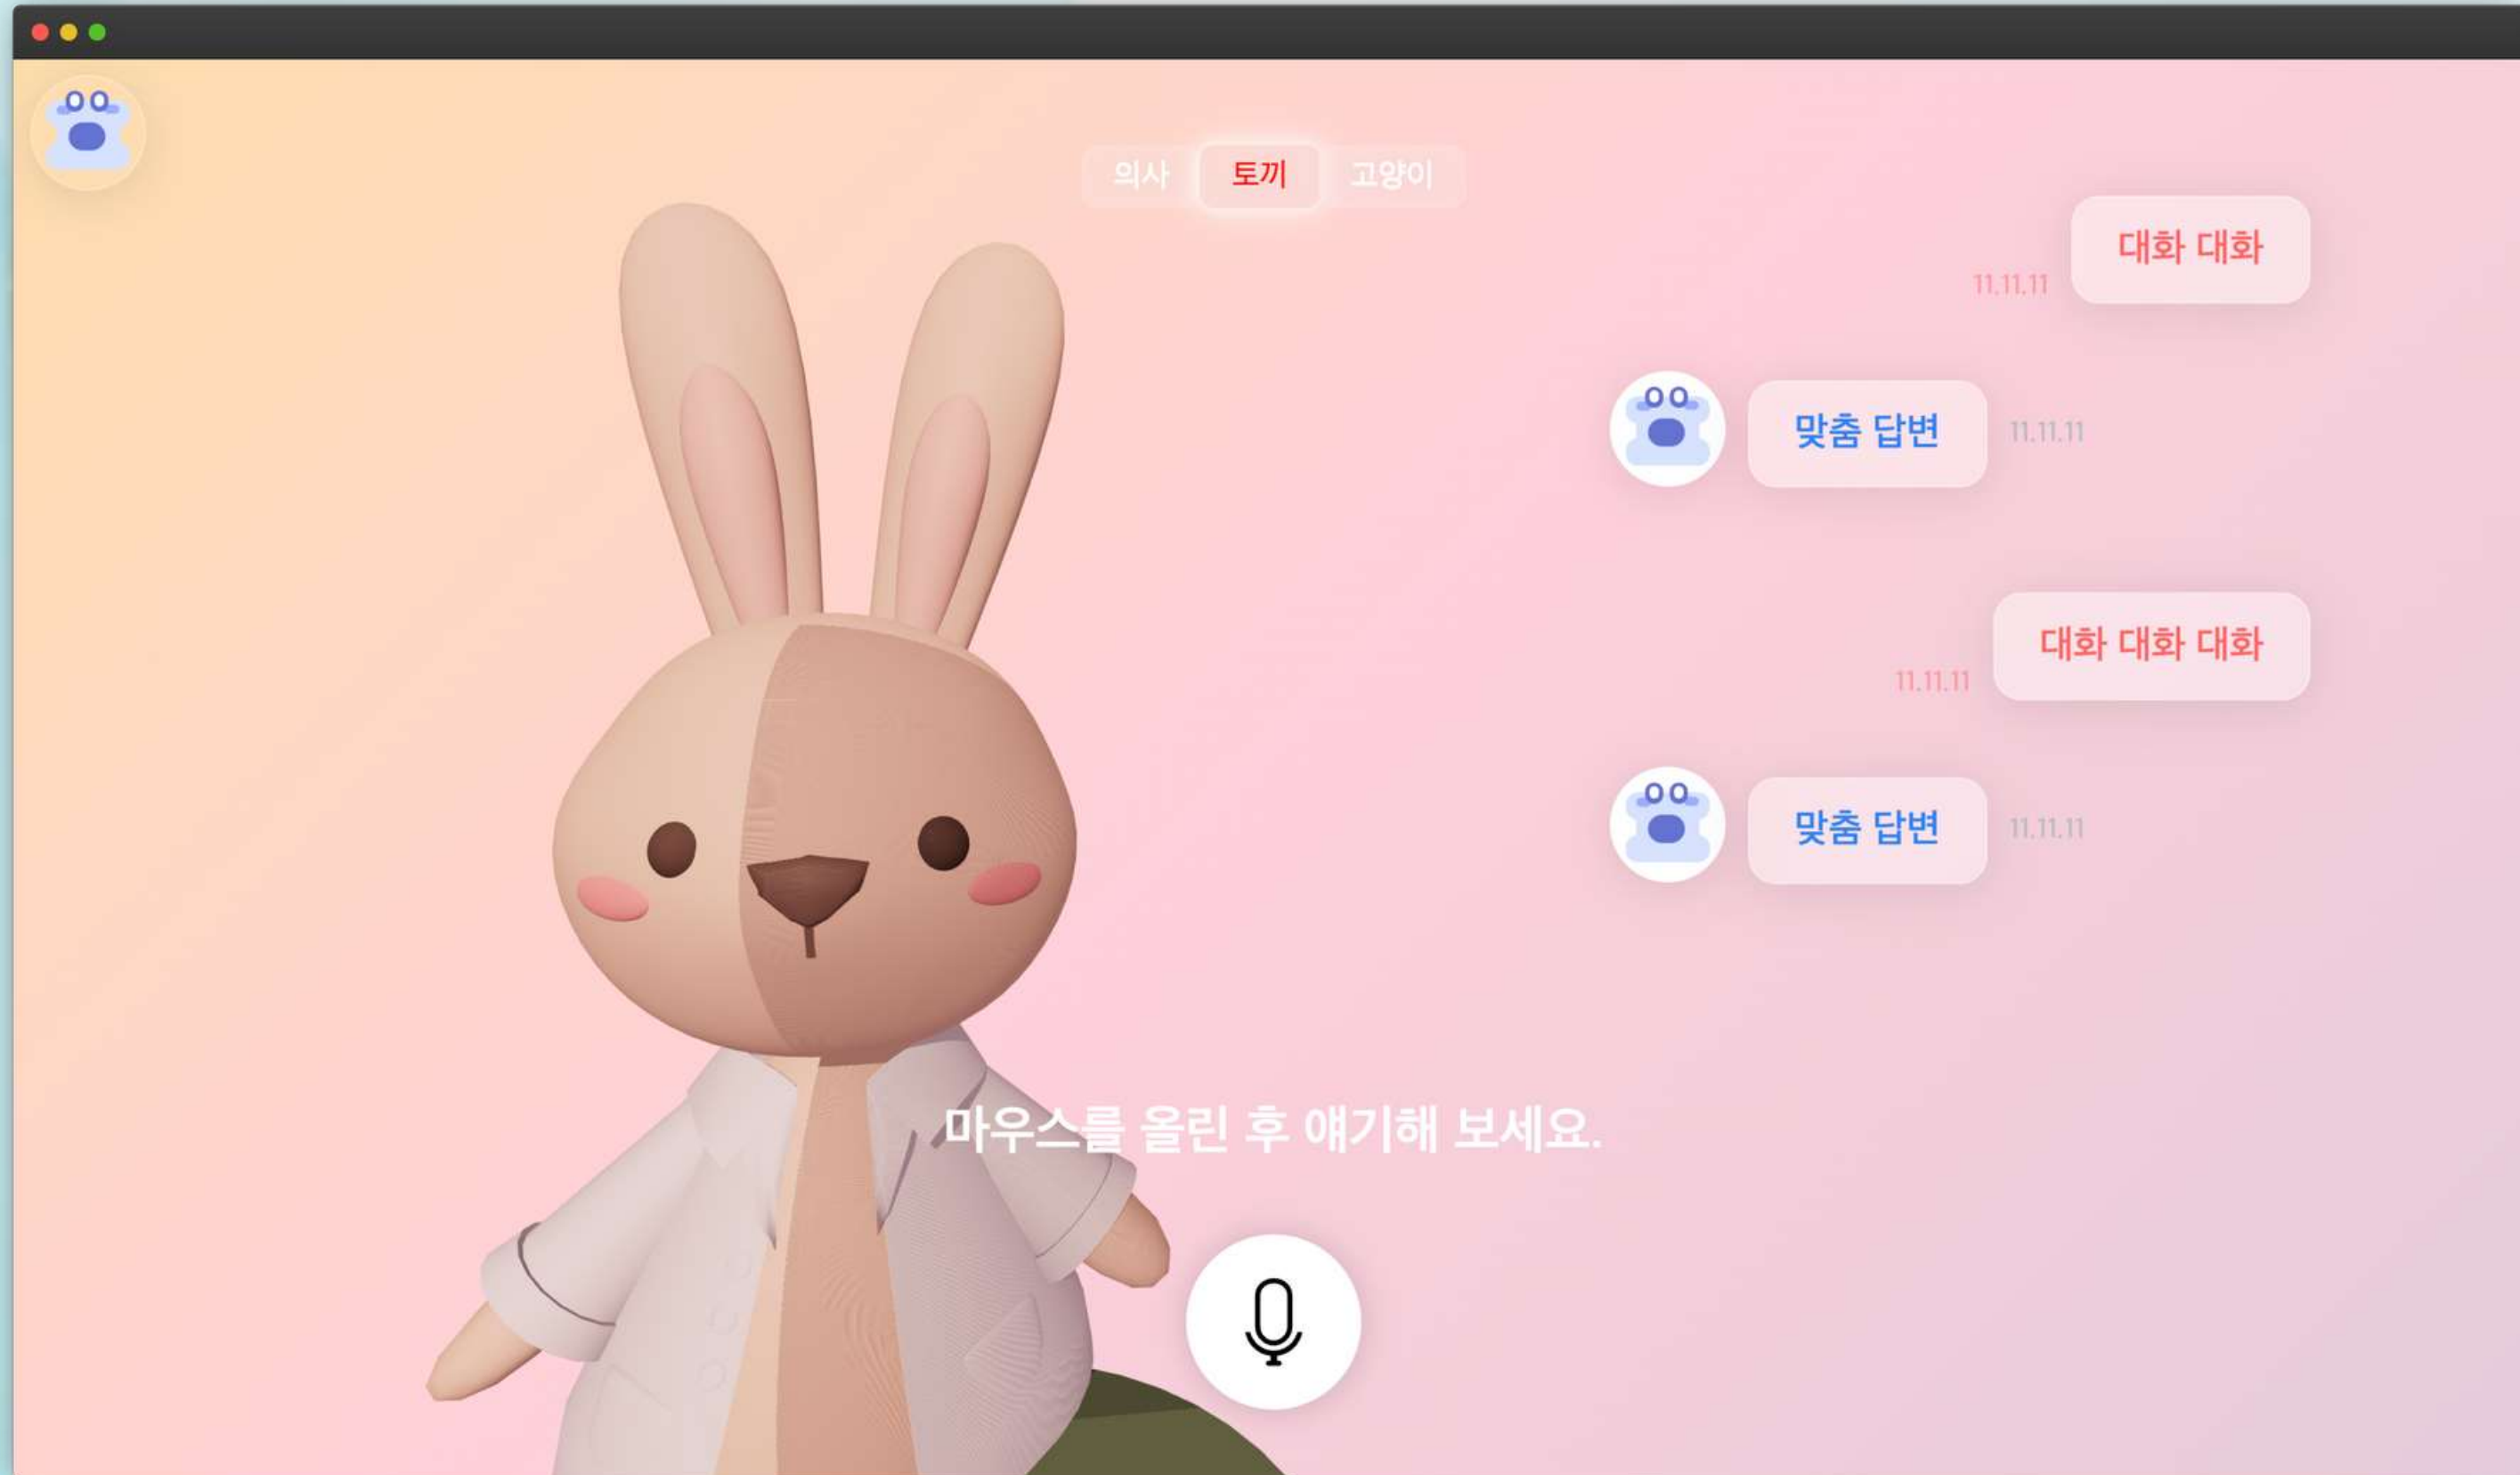 의사 토끼 고양이
대화 대화
11.11.11
맞춤 답변
11.11.11
대화 대화 대화
11.11.11
맞춤 답변
11.11.11
마우스를 올린 후 얘기해 보세요.